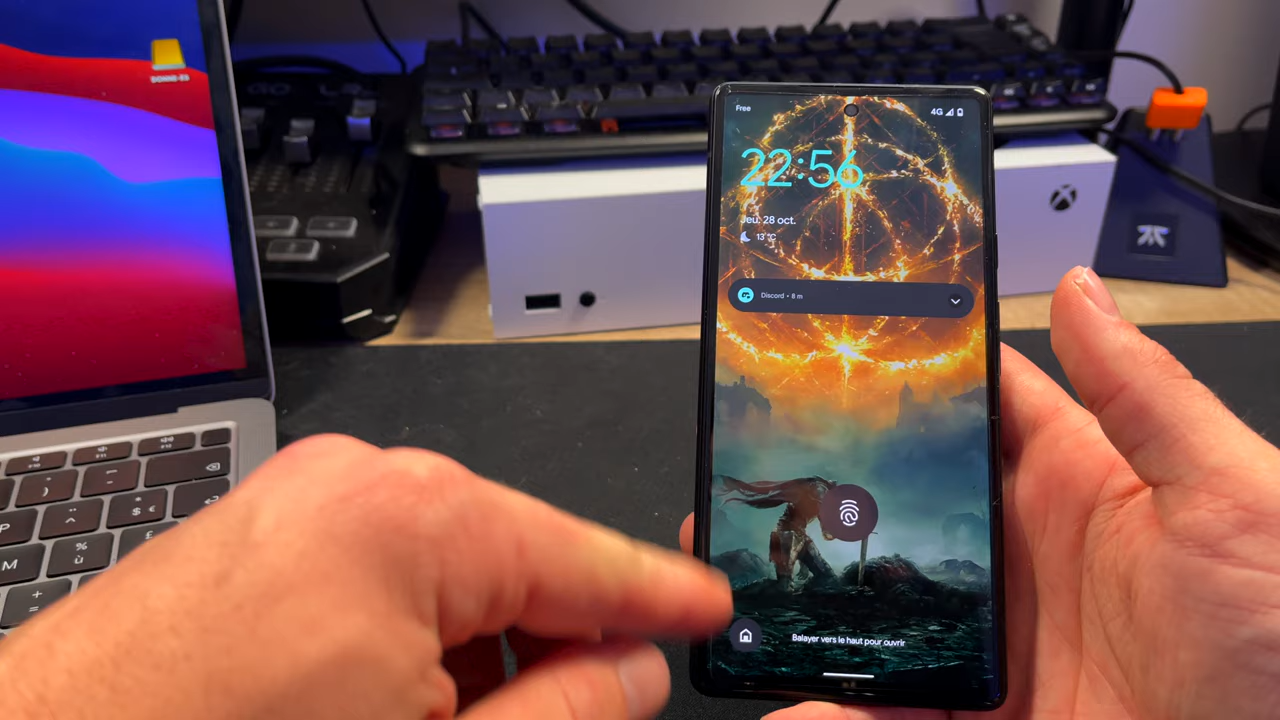 Free
4G
22:56
Jeu. 28 oct.
13 °C
Discord • 8 m
Balayer vers le haut pour ouvrir
P
M
)
^
$ €
%
ù
£
+
=